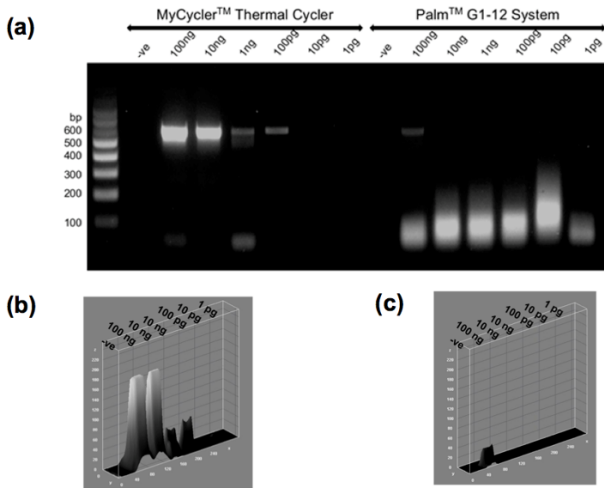 (a)
MyCycler™ Thermal Cycler
Palm™ G1-12 System
-ve 100ng 10ng 1ng 100pg 10pg 1pg
-ve 100ng 10ng 1ng 100pg 10pg 1pg
bp
600
500
400
300
200
100
(b)
-ve 100 ng 10 ng 10 ng 100 pg 10 pg 1 pg
(c)
-ve 100 ng 10 ng 10 ng 100 pg 10 pg 1 pg